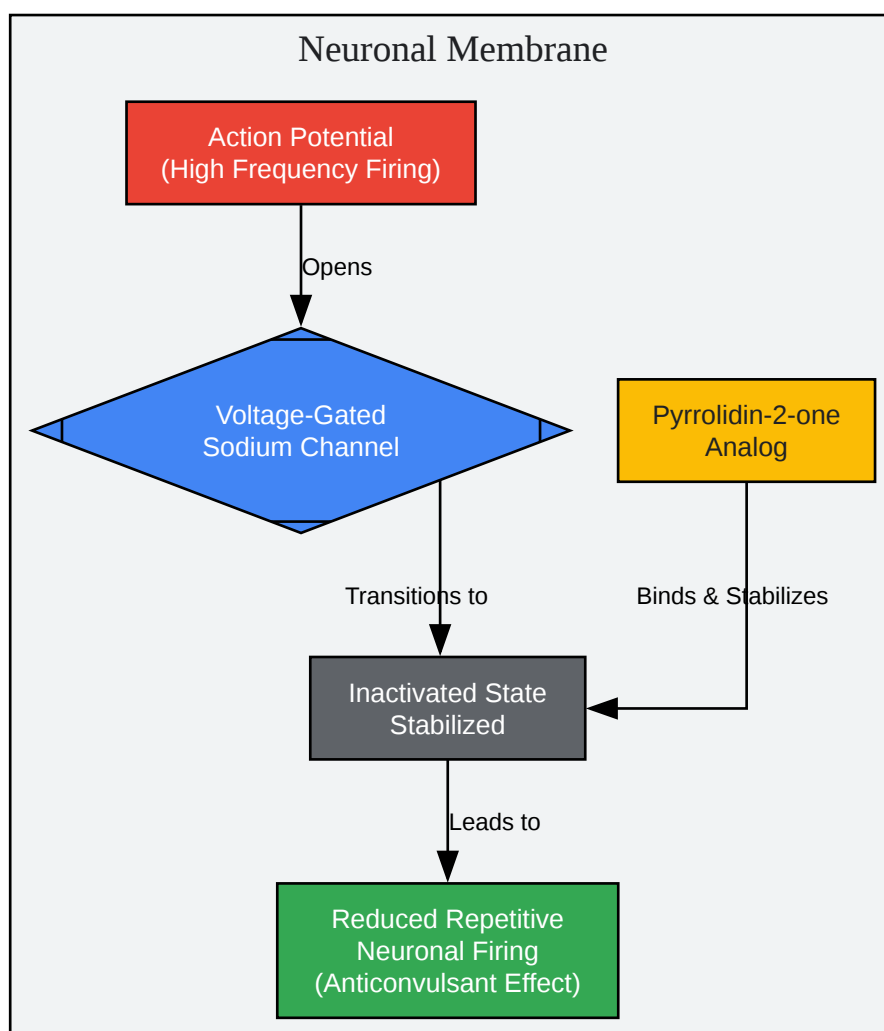 Neuronal Membrane
Action Potential
(High Frequency Firing)
Opens
Voltage-Gated
Sodium Channel
Pyrrolidin-2-one
Analog
Transitions to
Binds & Stabilizes
Inactivated State
Stabilized
Leads to
Reduced Repetitive
Neuronal Firing
(Anticonvulsant Effect)